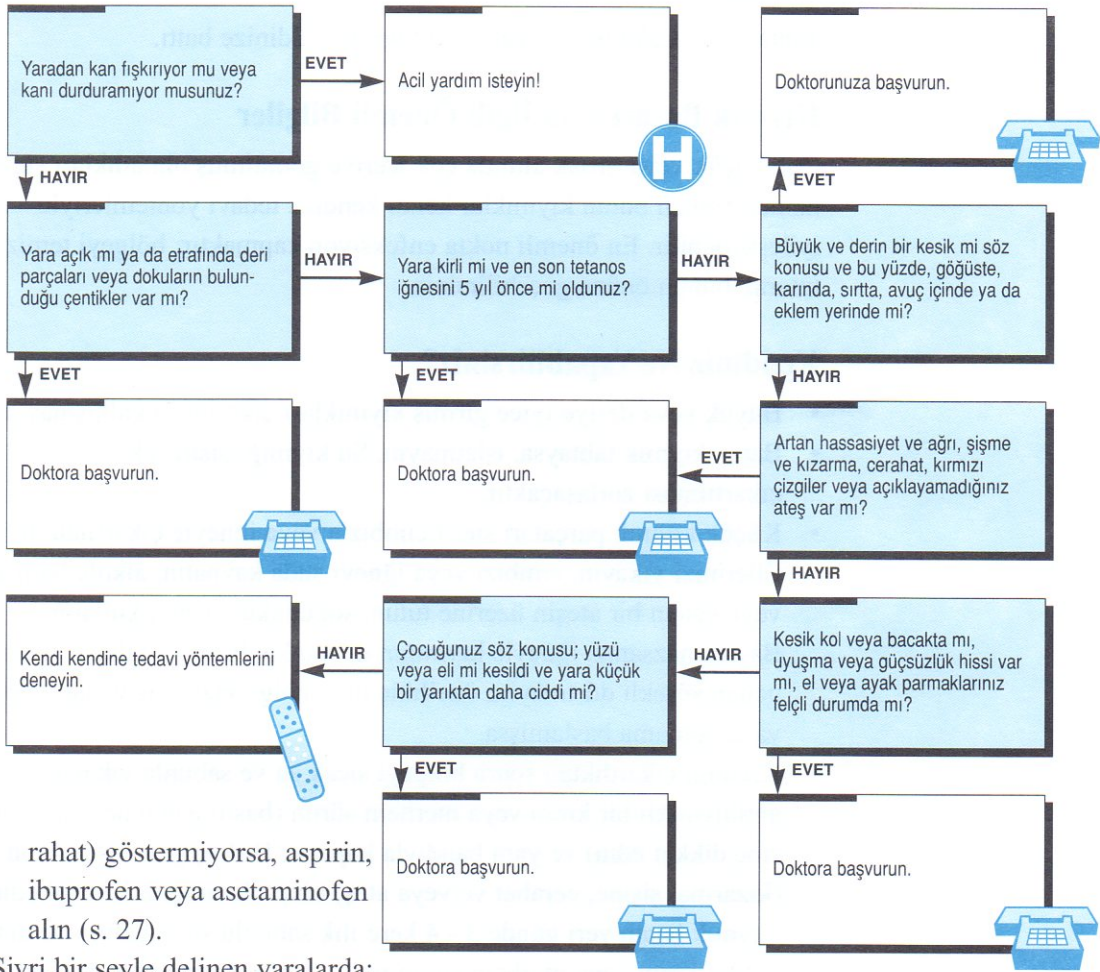 Yaradan kan fışkırıyor mu veya
kanı durduramıyor musunuz?
EVET
Acil yardım isteyin!
H
Doktorunuza başvurun.
HAYIR
EVET
Yara açık mı ya da etrafında deri
parçaları veya dokuların bulun-
duğu çentikler var mı?
HAYIR
Yara kirli mi ve en son tetanos
iğnesini 5 yıl önce mi oldunuz?
HAYIR
Büyük ve derin bir kesik mi söz
konusu ve bu yüzde, göğüste,
karında, sırtta, avuç içinde ya da
eklem yerinde mi?
EVET
EVET
HAYIR
Doktora başvurun.
Doktora başvurun.
EVET
Artan hassasiyet ve ağrı, şişme
ve kızarma, cerahat, kırmızı
çizgiler veya açıklayamadığınız
ateş var mı?
HAYIR
Kendi kendine tedavi yöntemlerini
deneyin.
HAYIR
Çocuğunuz söz konusu; yüzü
veya eli mi kesildi ve yara küçük
bir yarıktan daha ciddi mi?
HAYIR
Kesik kol veya bacakta mı,
uyuşma veya güçsüzlük hissi var
mı, el veya ayak parmaklarınız
felçli durumda mı?
EVET
EVET
Doktora başvurun.
Doktora başvurun.
rahat) göstermiyorsa, aspirin,
ibuprofen veya asetaminofen
alın (s. 27).
Sivri bir şeyle delinen yaralarda: